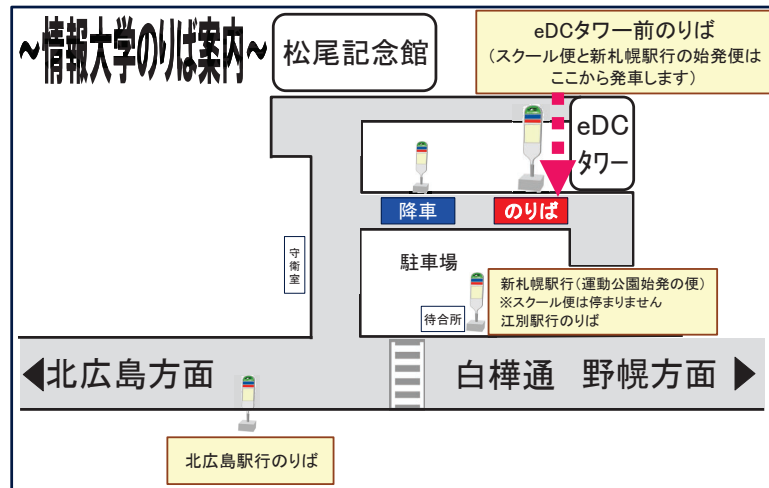 ～情報大学のりば案内～
松尾記念館
eDCタワー前のりば
(スクール便と新札幌駅行の始発便は
ここから発車します)
eDC
タワー
降車
のりば
守衛室
駐車場
待合所
新札幌駅行(運動公園始発の便)
※スクール便は停まりません
江別駅行のりば
◀北広島方面
白樺通 野幌方面 ▶
北広島駅行のりば